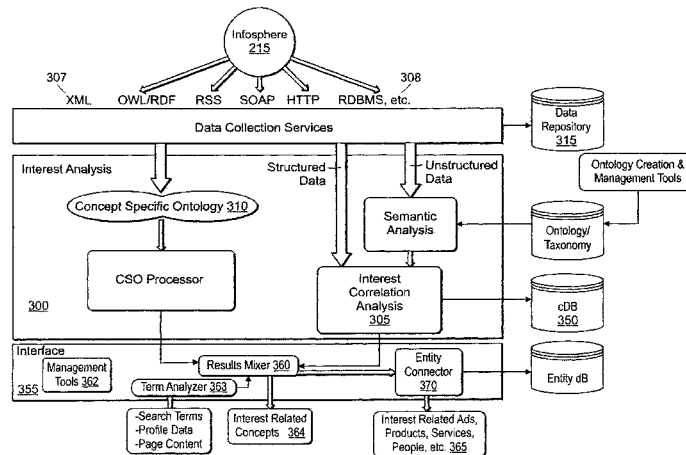 Infosphere
215
307
308
XML OWL/RDF RSS SOAP HTTP RDBMS, etc.
Data Collection Services
Data
Repository
315
Interest Analysis
Structured
Data
Unstructured
Data
Ontology Creation &
Management Tools
Concept Specific Ontology 310
Semantic
Analysis
Ontology/
Taxonomy
CSO Processor
Interest
Correlation
Analysis
305
300
cDB
350
Interface
Management
Tools 362
355
Results Mixer 360
Term Analyzer 363
Entity
Connector
370
Entity dB
-Search Terms
-Profile Data
-Page Content
Interest Related
Concepts 364
Interest Related Ads,
Products, Services,
People, etc. 365